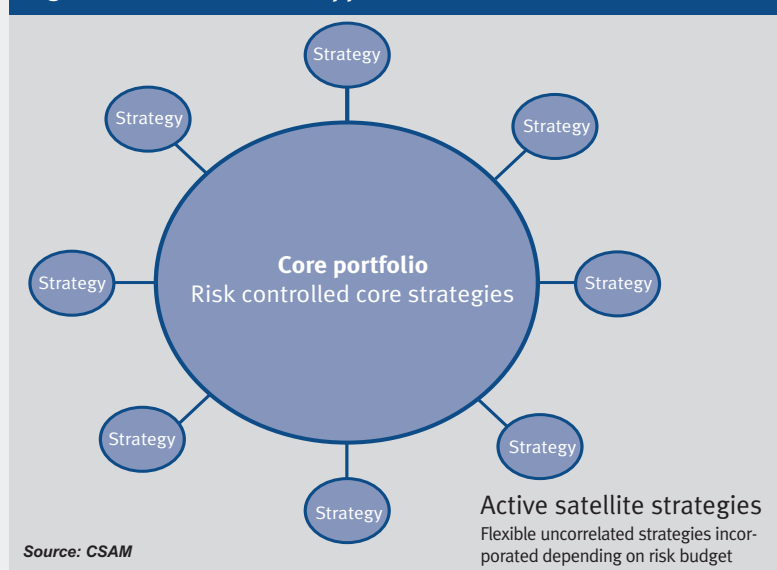 Strategy
Strategy
Strategy
Core portfolio
Risk controlled core strategies
Strategy
Strategy
Strategy
Strategy
Strategy
Active satellite strategies
Flexible uncorrelated strategies incor-
porated depending on risk budget
Source: CSAM